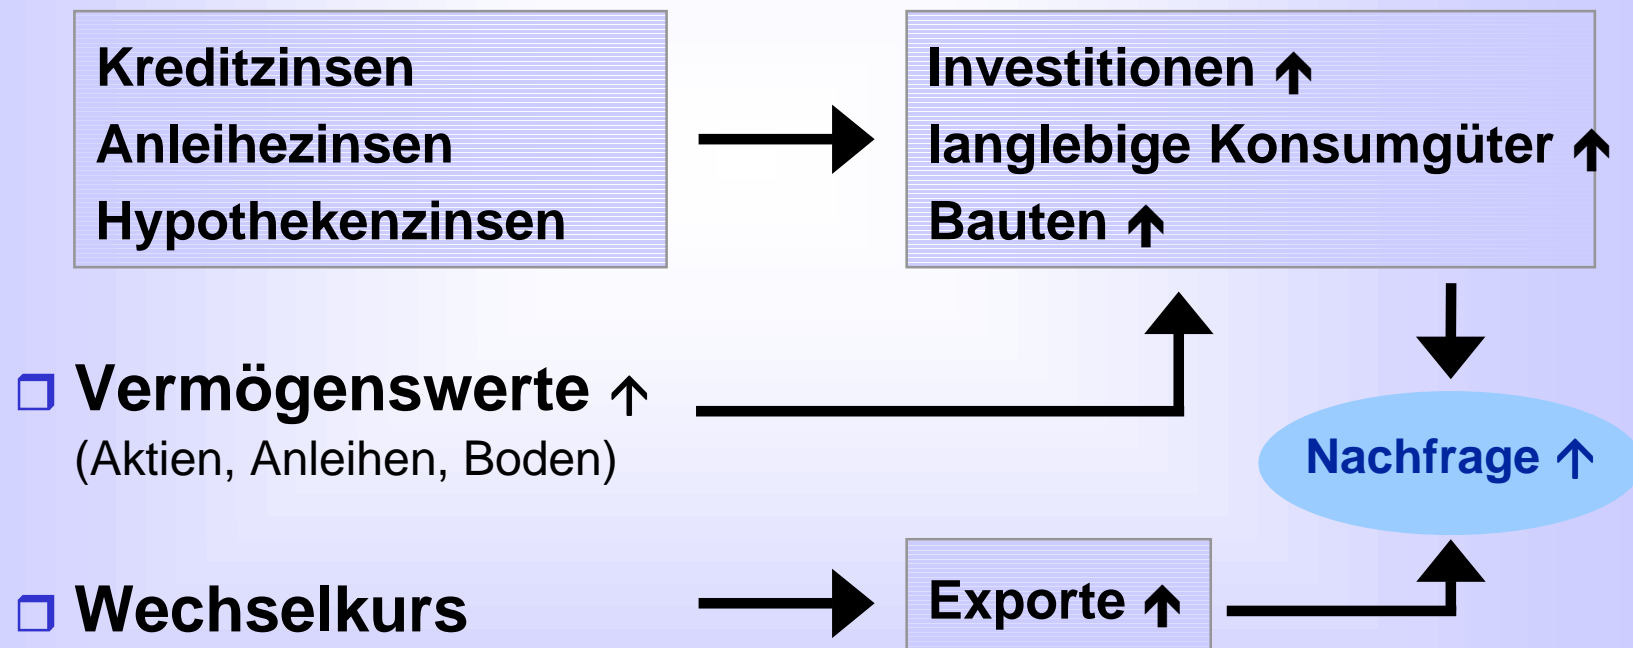 Kreditzinsen
Anleihezinsen
Hypothekenzinsen
Investitionen ↑
langlebige Konsumgüter ↑
Bauten ↑
Vermögenswerte ↑
(Aktien, Anleihen, Boden)
Nachfrage ↑
Wechselkurs
Exporte ↑